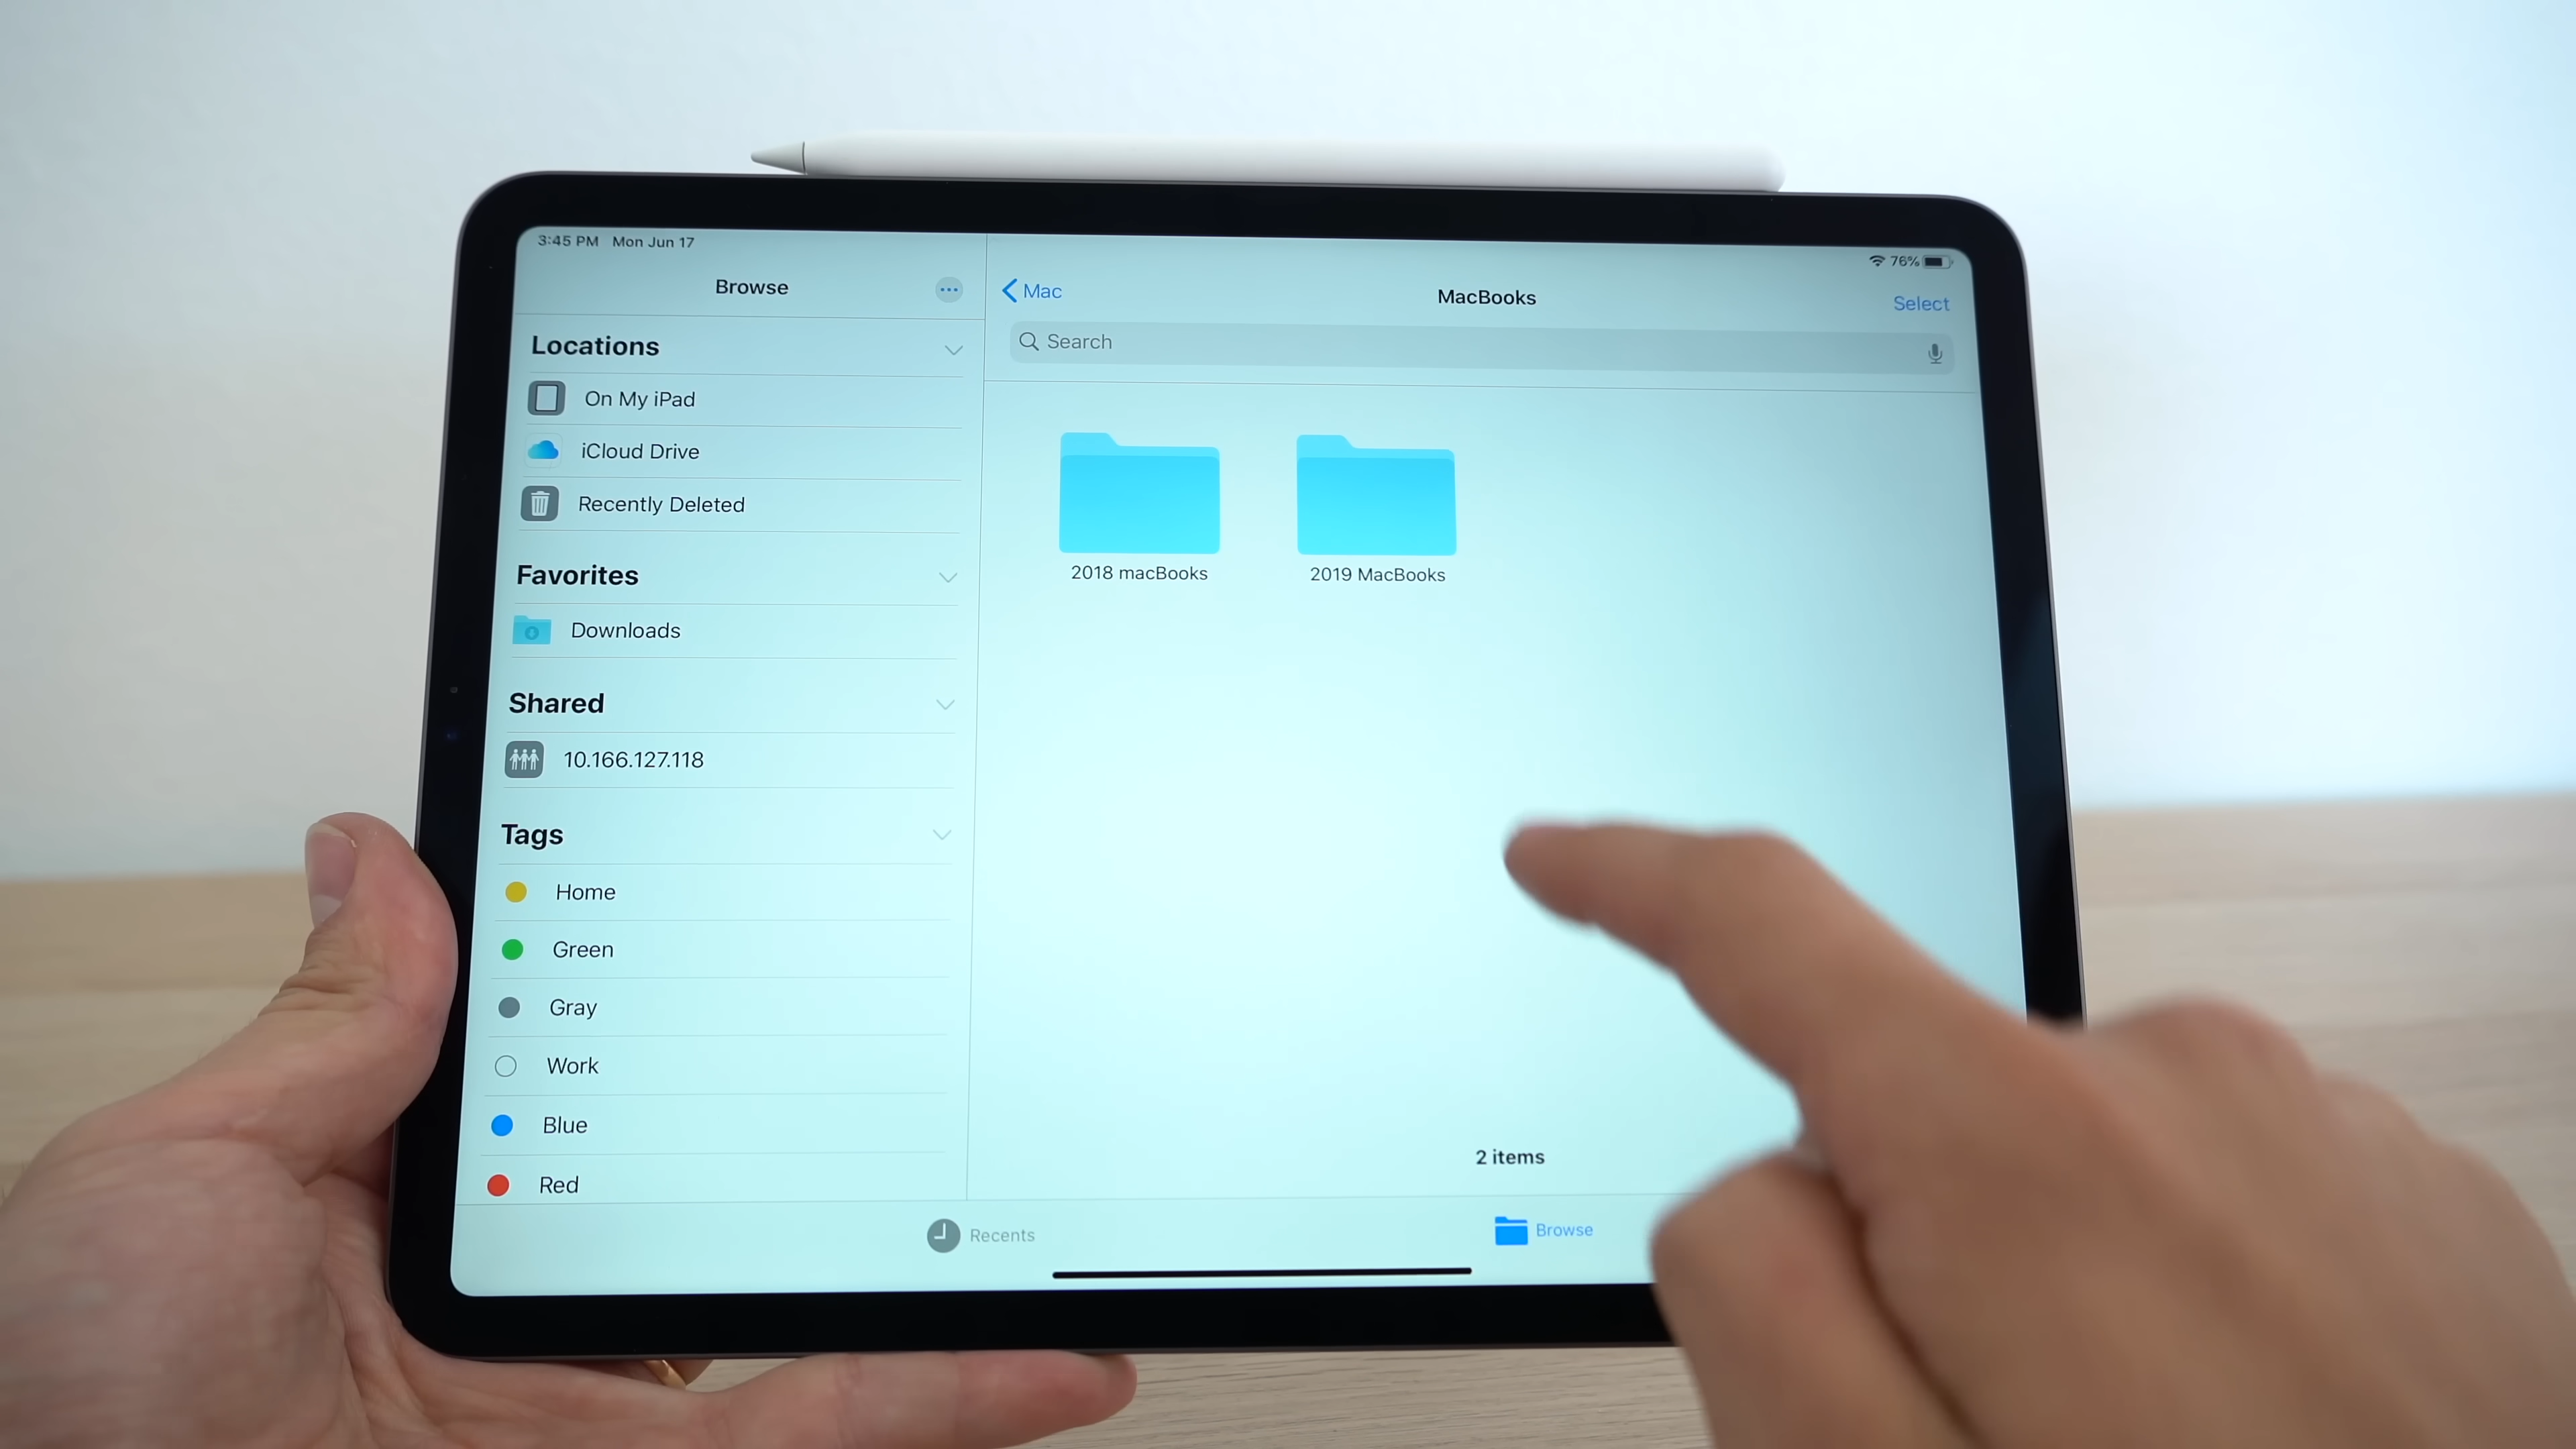 3:45 PM Mon Jun 17
76%
Browse
Locations
On My iPad
iCloud Drive
Recently Deleted
Favorites
Downloads
Shared
10.166.127.118
Tags
Home
Green
Gray
Work
Blue
Red
Mac
MacBooks
Select
Search
2018 macBooks
2019 MacBooks
2 items
Recents
Browse